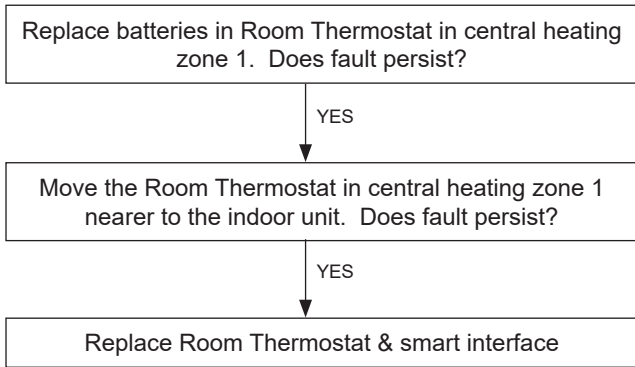 Replace batteries in Room Thermostat in central heating
zone 1.  Does fault persist?
YES
Move the Room Thermostat in central heating zone 1
nearer to the indoor unit.  Does fault persist?
YES
Replace Room Thermostat & smart interface